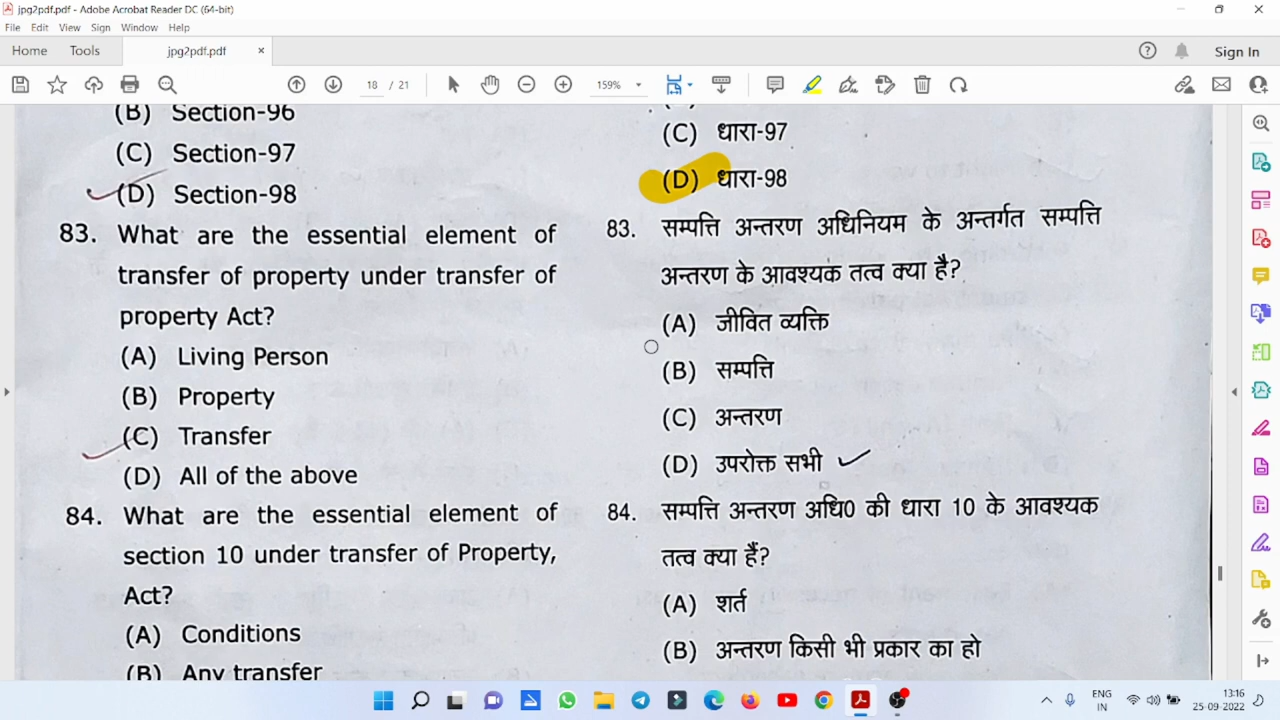 jpg2pdf.pdf - Adobe Acrobat Reader DC (64-bit)
File Edit View Sign Window Help
Home Tools jpg2pdf.pdf × Sign In
18 / 21 159%
(B) Section-96
(C) Section-97
(D) Section-98
83. What are the essential element of
transfer of property under transfer of
property Act?
(A) Living Person
(B) Property
(C) Transfer
(D) All of the above
84. What are the essential element of
section 10 under transfer of Property,
Act?
(A) Conditions
(B) Any transfer
(C) धारा-97
(D) धारा-98
83. सम्पत्ति अन्तरण अधिनियम के अन्तर्गत सम्पत्ति
अन्तरण के आवश्यक तत्व क्या है?
(A) जीवित व्यक्ति
(B) सम्पत्ति
(C) अन्तरण
(D) उपरोक्त सभी
84. सम्पत्ति अन्तरण अधि0 की धारा 10 के आवश्यक
तत्व क्या हैं?
(A) शर्त
(B) अन्तरण किसी भी प्रकार का हो
ENG
IN
13:16
25-09-2022